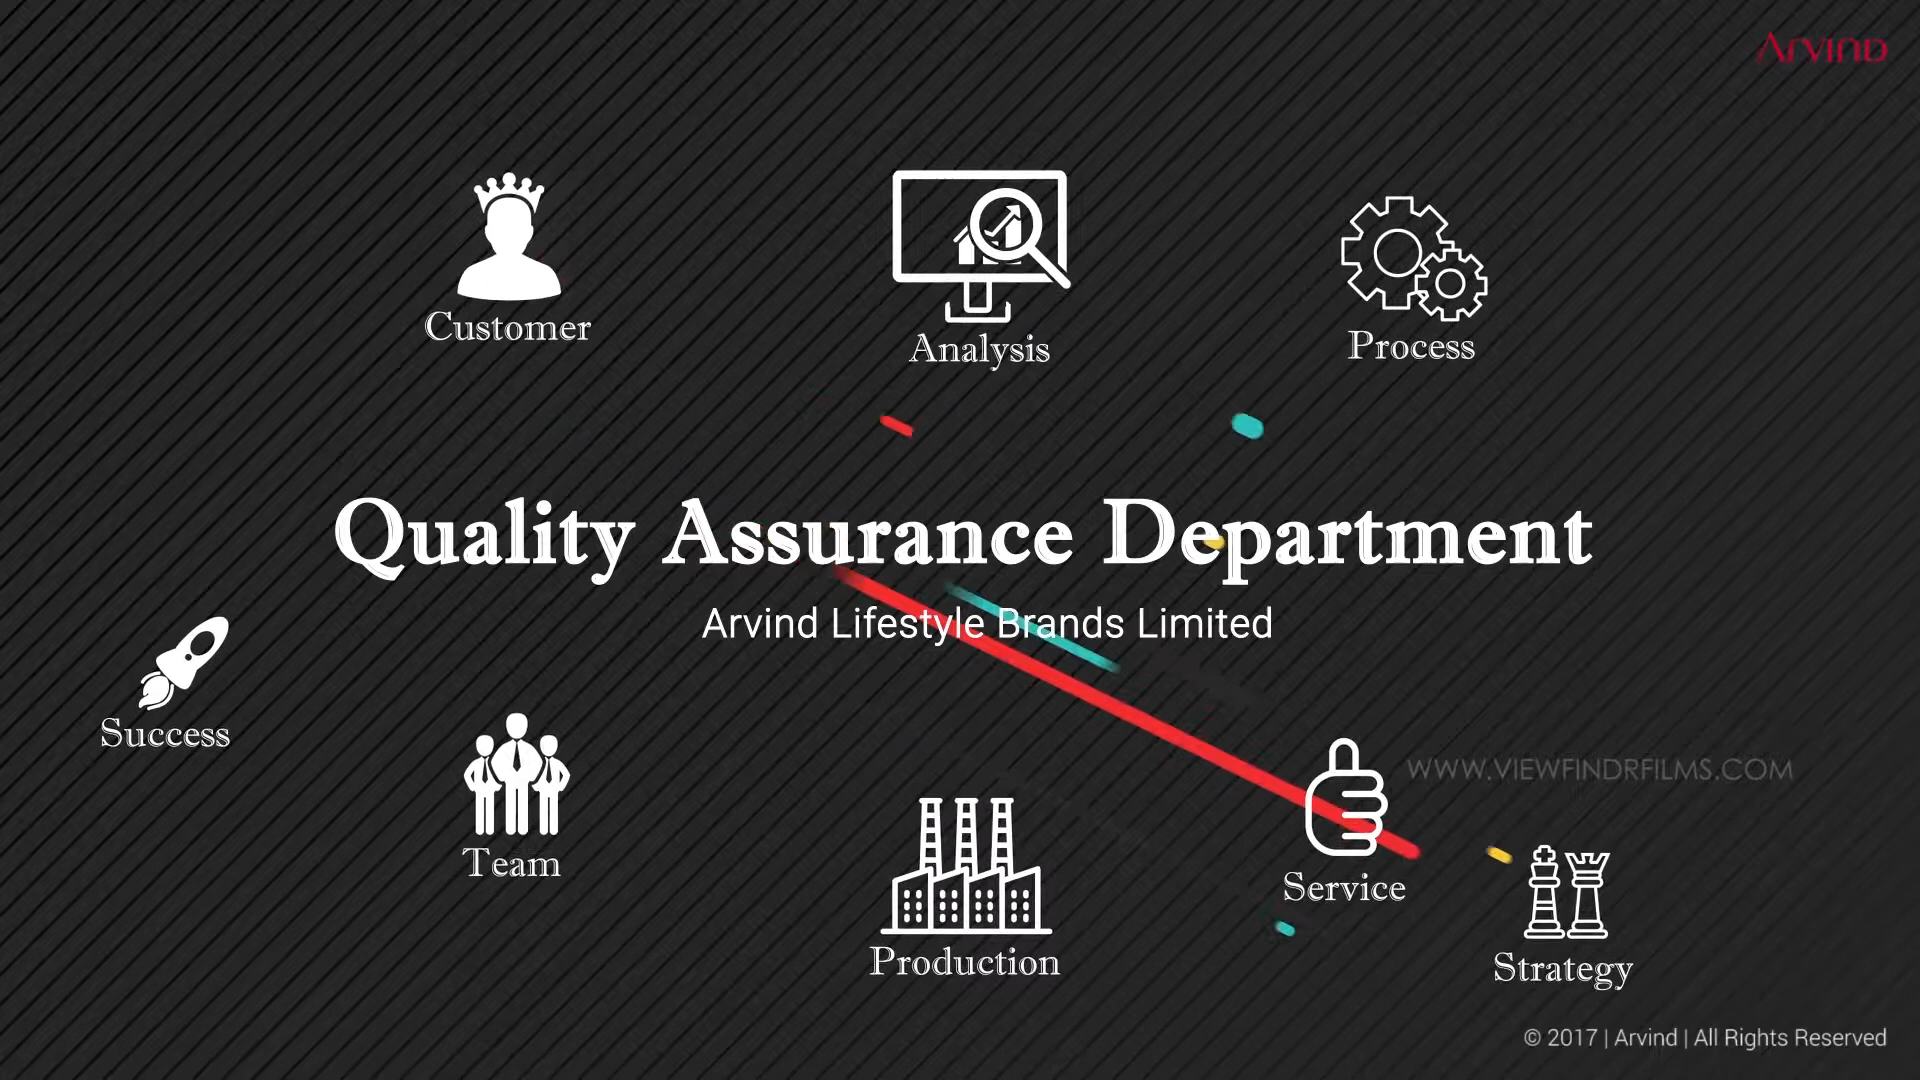 ARVIND
Customer
Analysis
Process
Quality Assurance Department
Arvind Lifestyle Brands Limited
Success
Team
Production
Service
WWW.VIEWFINDRFILMS.COM
Strategy
© 2017 | Arvind | All Rights Reserved